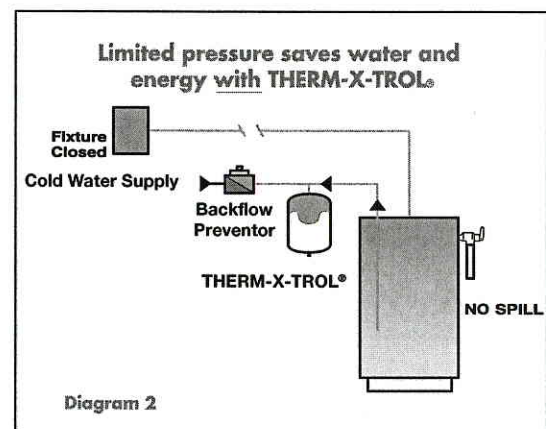 Limited pressure saves water and
energy with THERM-X-TROL®
Fixture
Closed
Cold Water Supply
Backflow
Preventor
THERM-X-TROL®
NO SPILL
Diagram 2